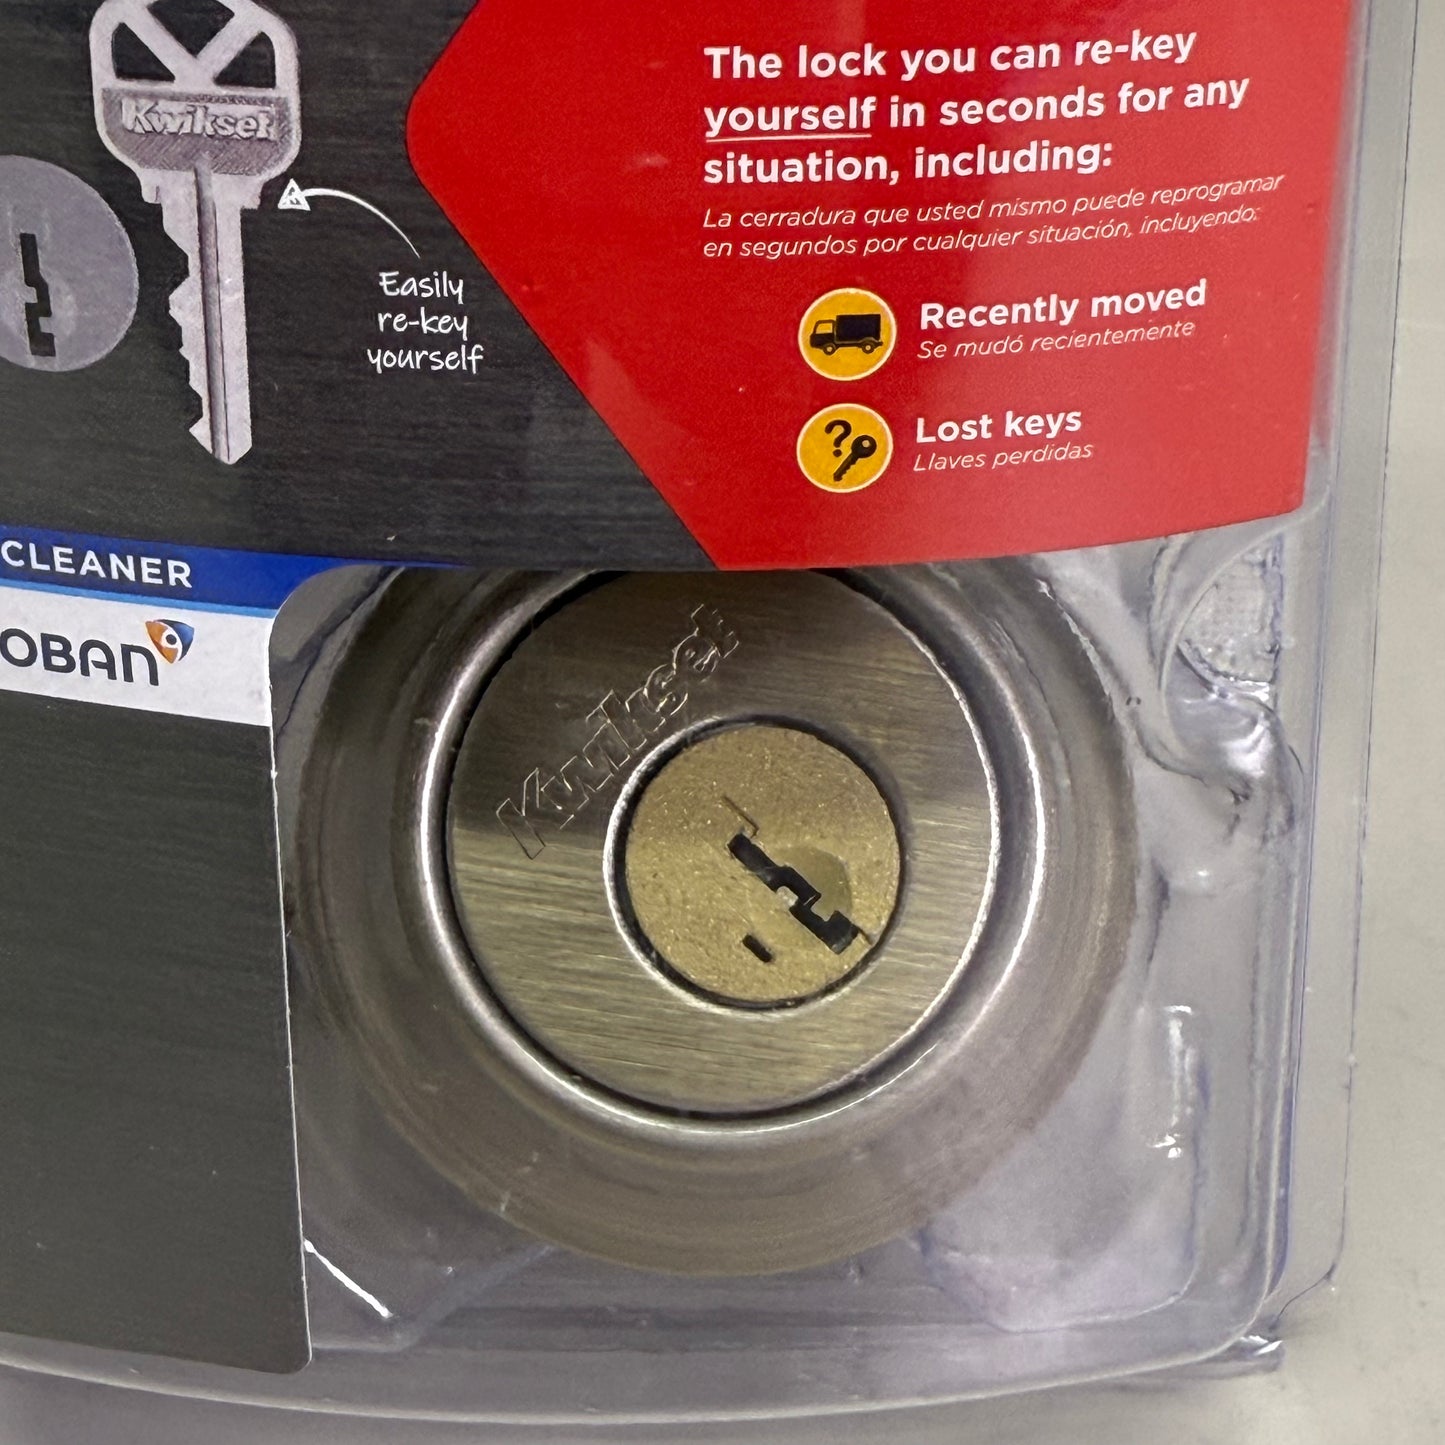 Kwikset
Easily
re-key
yourself
The lock you can re-key
yourself in seconds for any
situation, including:
La cerradura que usted mismo puede reprogramar
en segundos por cualquier situación, incluyendo:
Recently moved
Se mudó recientemente
Lost keys
Llaves perdidas
CLEANER
OBAN
Kwikset